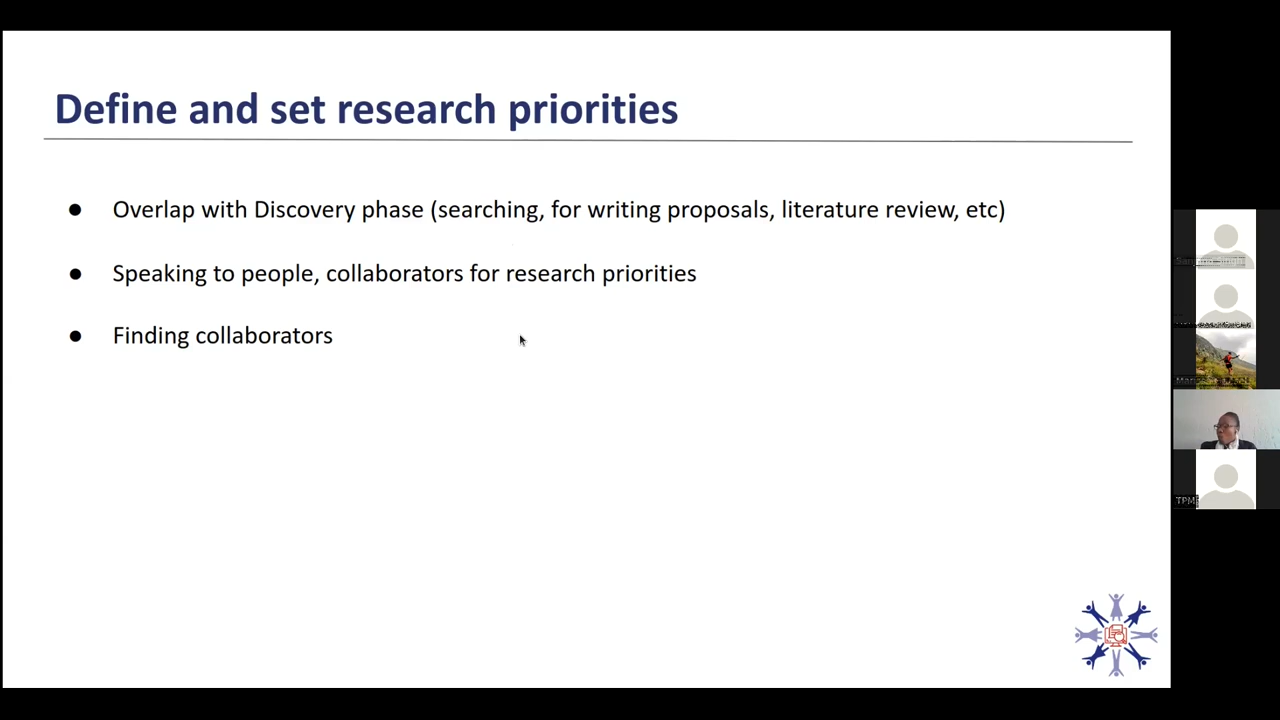 Define and set research priorities
● Overlap with Discovery phase (searching, for writing proposals, literature review, etc)
● Speaking to people, collaborators for research priorities
● Finding collaborators
TPM